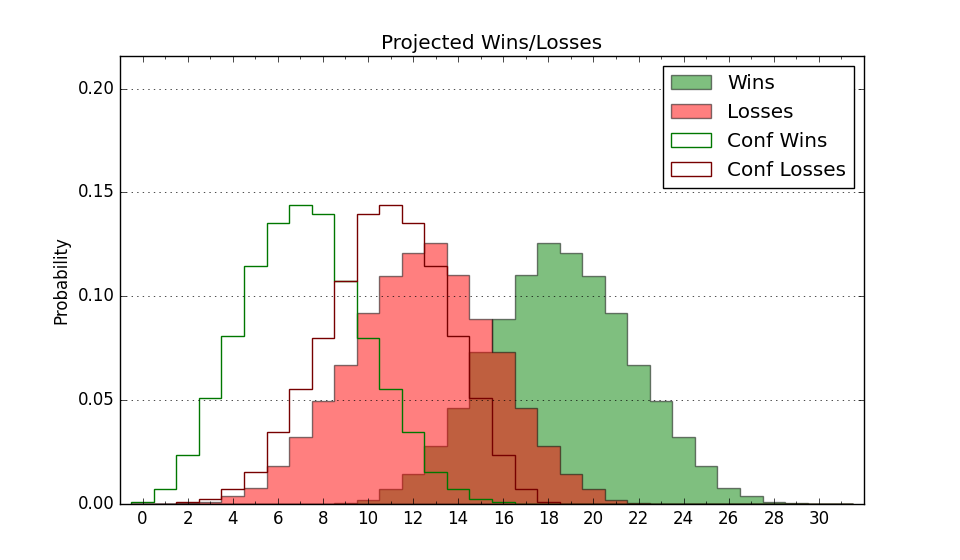 Projected Wins/Losses
0.20
0.15
0.10
0.05
0.00
Probability
Wins
Losses
Conf Wins
Conf Losses
0 2 4 6 8 10 12 14 16 18 20 22 24 26 28 30